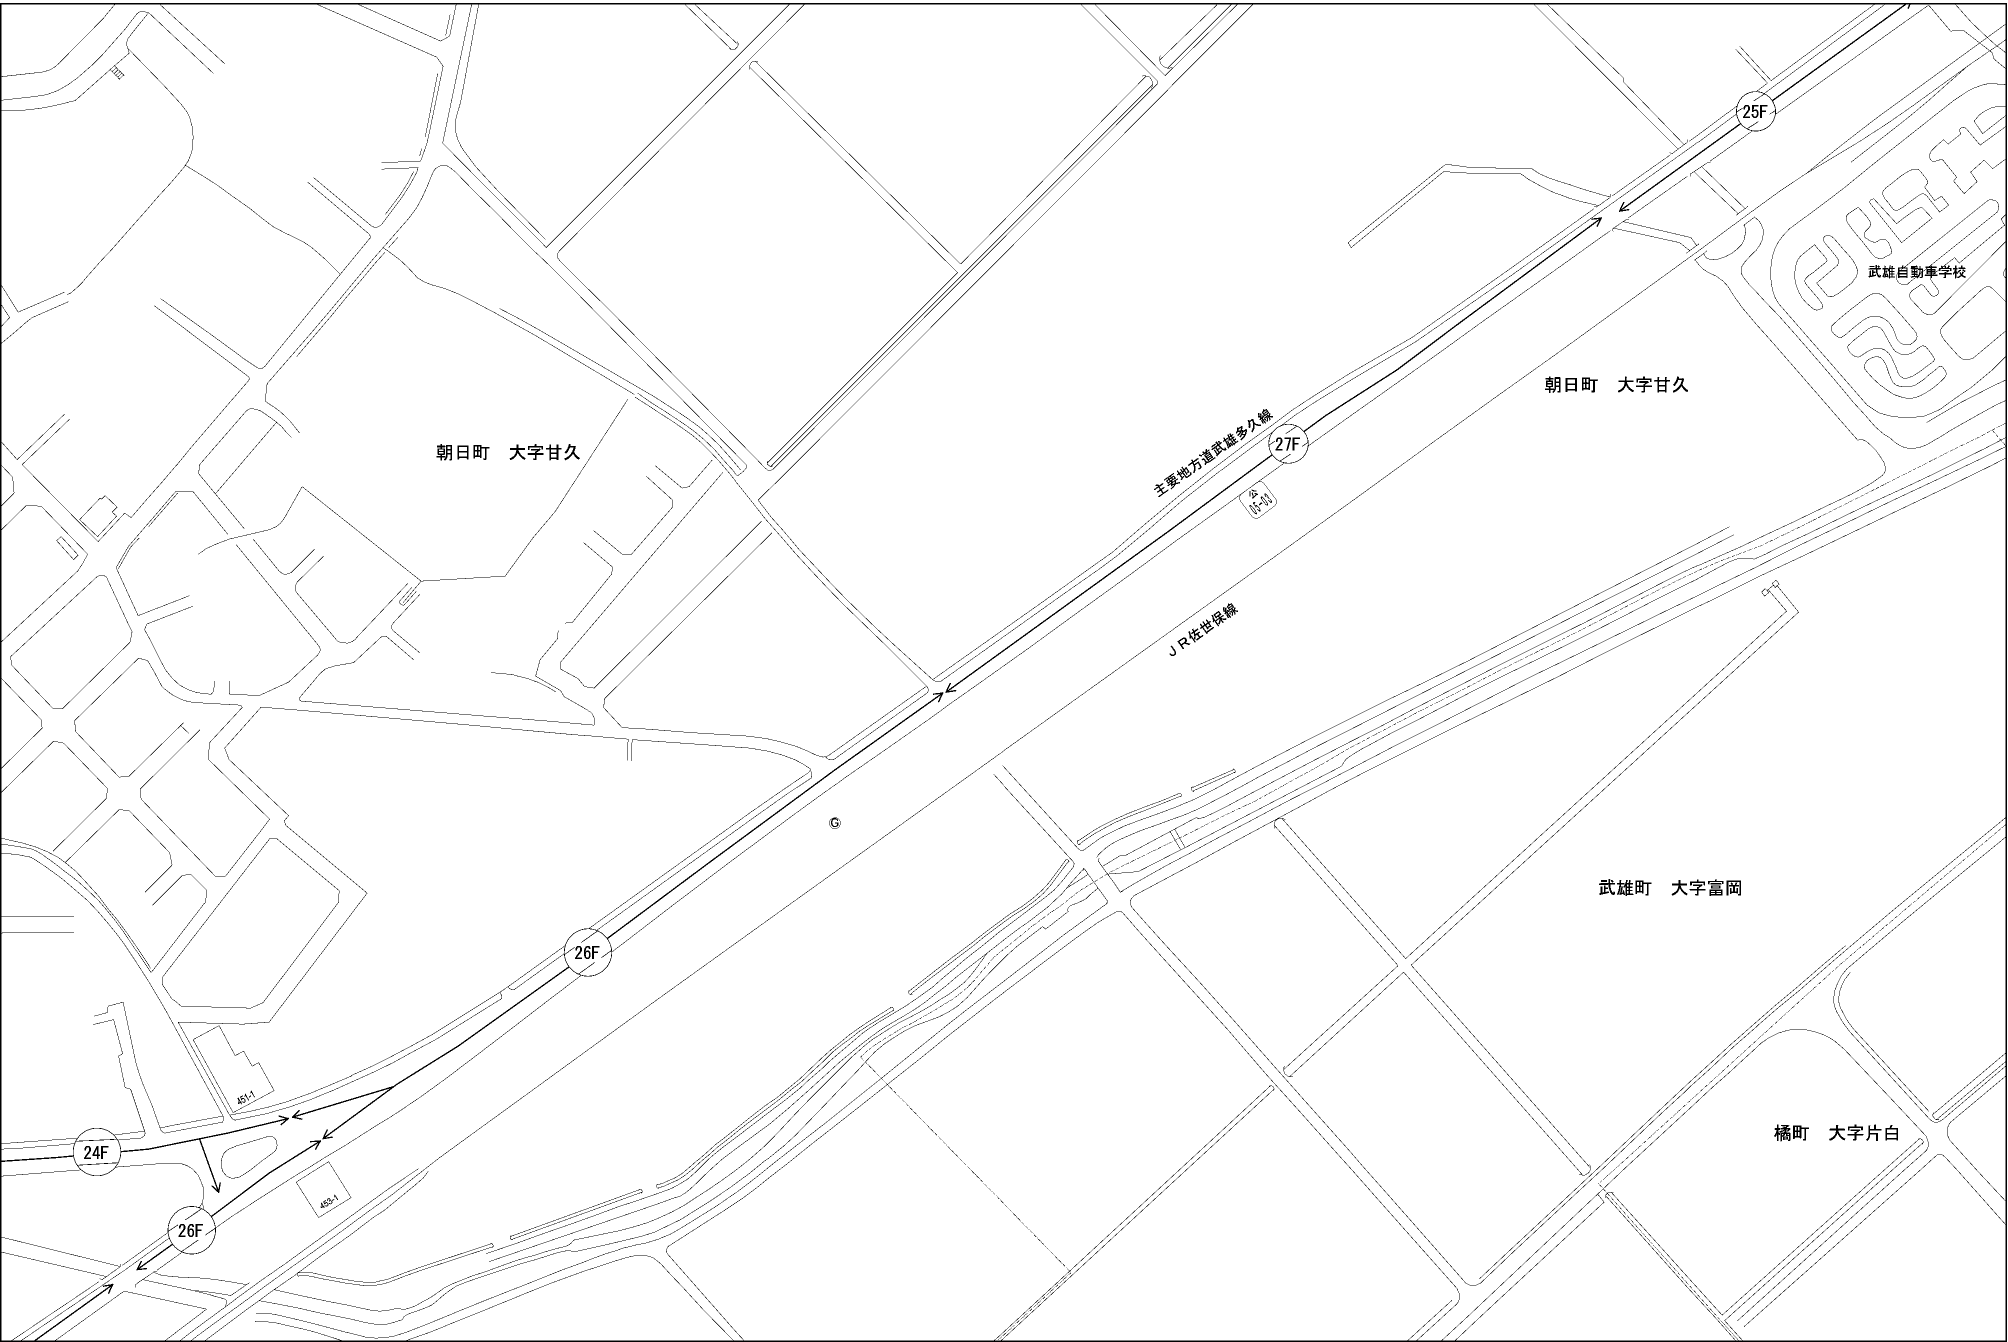 25F
武雄自動車学校
朝日町　大字甘久
主要地方道武雄多久線
27F
朝日町　大字甘久
公
05-03
ＪＲ佐世保線
G
武雄町　大字富岡
26F
451-1
橘町　大字片白
24F
453-1
26F